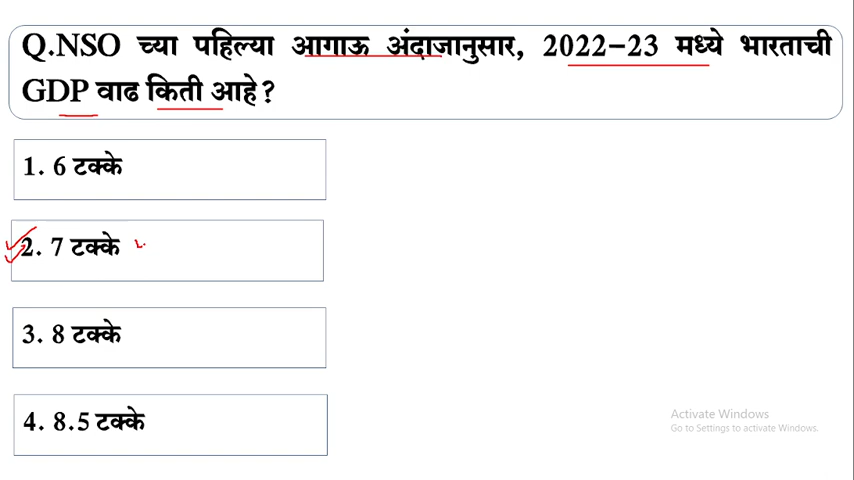 Q.NSO च्या पहिल्या आगाऊ अंदाजानुसार, 2022-23 मध्ये भारताची
GDP वाढ किती आहे?
1. 6 टक्के
2. 7 टक्के
3. 8 टक्के
4. 8.5 टक्के
Activate Windows
Go to Settings to activate Windows.